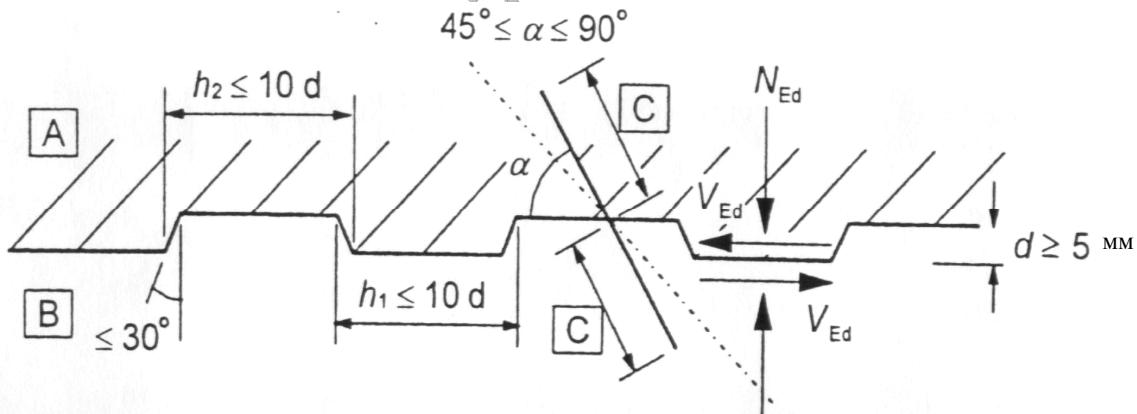 45° ≤ α ≤ 90°
h₂ ≤ 10 d
N_Ed
A
C
α
V_Ed
d ≥ 5 мм
B
h₁ ≤ 10 d
C
V_Ed
≤ 30°